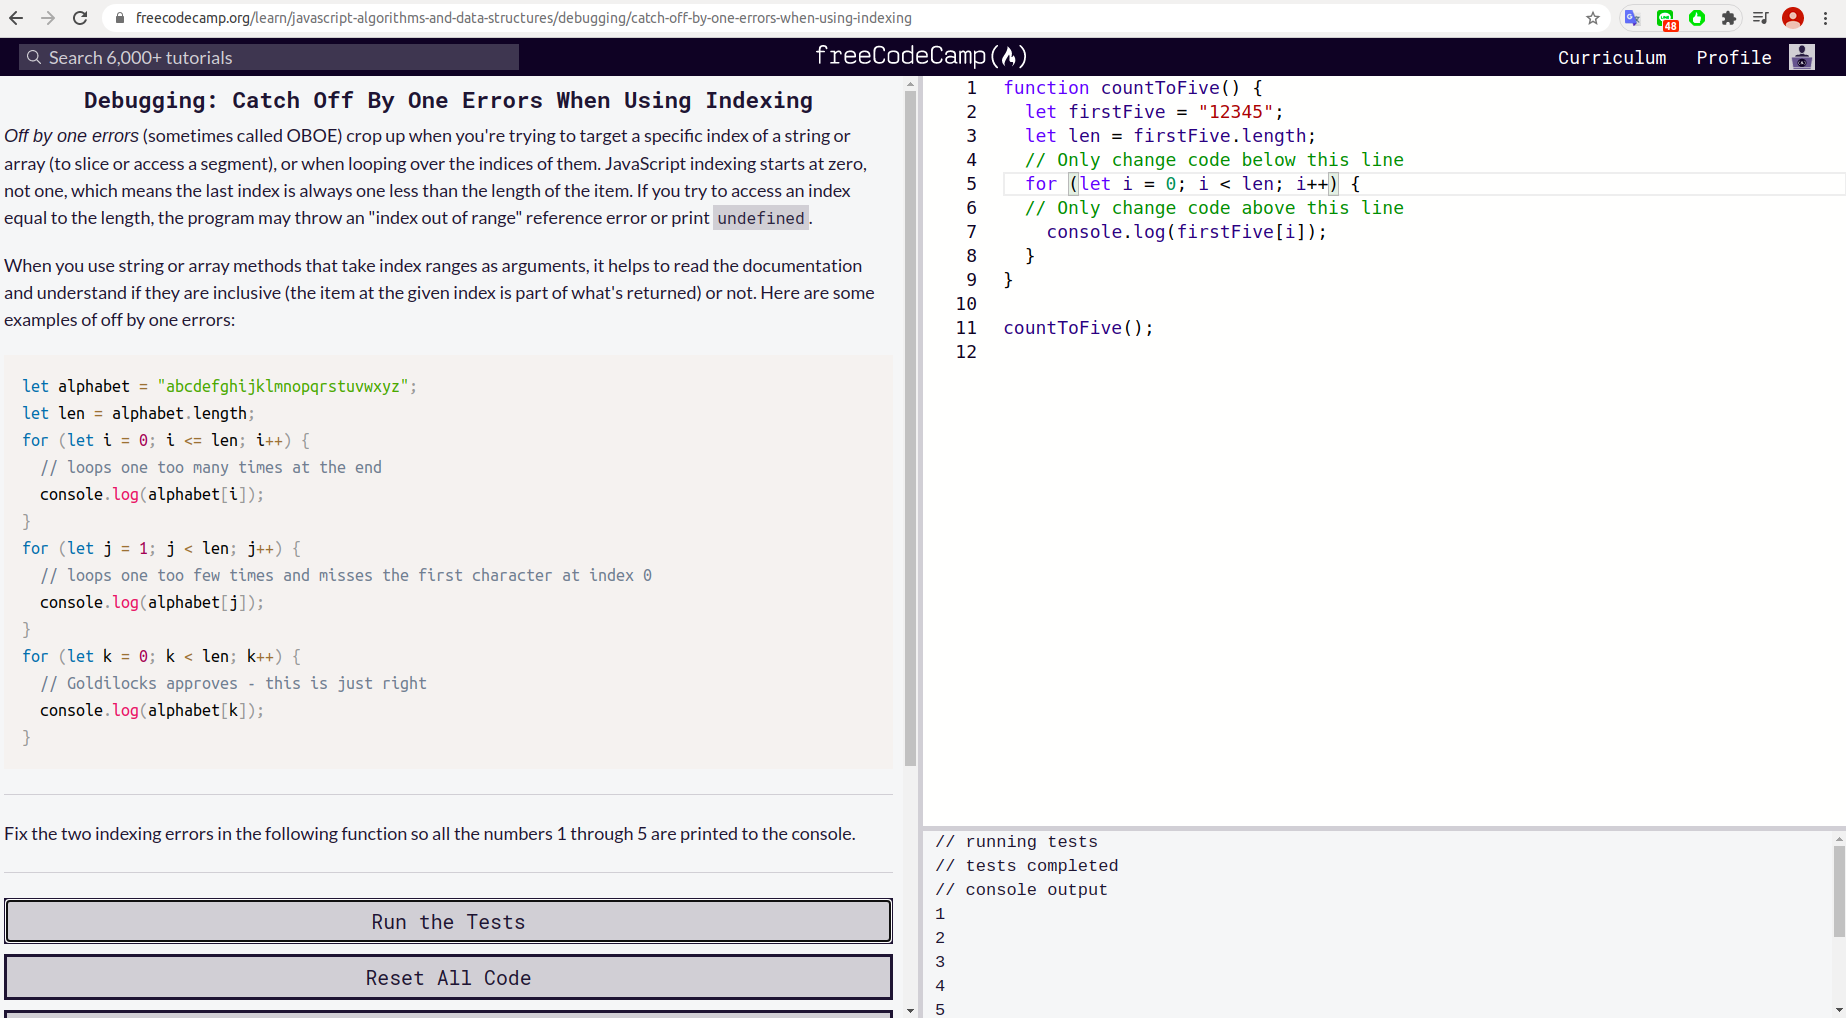 freecodecamp.org/learn/javascript-algorithms-and-data-structures/debugging/catch-off-by-one-errors-when-using-indexing
48
Search 6,000+ tutorials
freeCodeCamp
Curriculum
Profile
Debugging: Catch Off By One Errors When Using Indexing
Off by one errors (sometimes called OBOE) crop up when you're trying to target a specific index of a string or
array (to slice or access a segment), or when looping over the indices of them. JavaScript indexing starts at zero,
not one, which means the last index is always one less than the length of the item. If you try to access an index
equal to the length, the program may throw an "index out of range" reference error or print undefined.
When you use string or array methods that take index ranges as arguments, it helps to read the documentation
and understand if they are inclusive (the item at the given index is part of what's returned) or not. Here are some
examples of off by one errors:
let alphabet = "abcdefghijklmnopqrstuvwxyz";
let len = alphabet.length;
for (let i = 0; i <= len; i++) {
// loops one too many times at the end
console.log(alphabet[i]);
}
for (let j = 1; j < len; j++) {
// loops one too few times and misses the first character at index 0
console.log(alphabet[j]);
}
for (let k = 0; k < len; k++) {
// Goldilocks approves - this is just right
console.log(alphabet[k]);
}
Fix the two indexing errors in the following function so all the numbers 1 through 5 are printed to the console.
Run the Tests
Reset All Code
1 function countToFive() {
2 let firstFive = "12345";
3 let len = firstFive.length;
4 // Only change code below this line
5 for (let i = 0; i < len; i++) {
6 // Only change code above this line
7 console.log(firstFive[i]);
8 }
9 }
10
11 countToFive();
12
// running tests
// tests completed
// console output
1
2
3
4
5